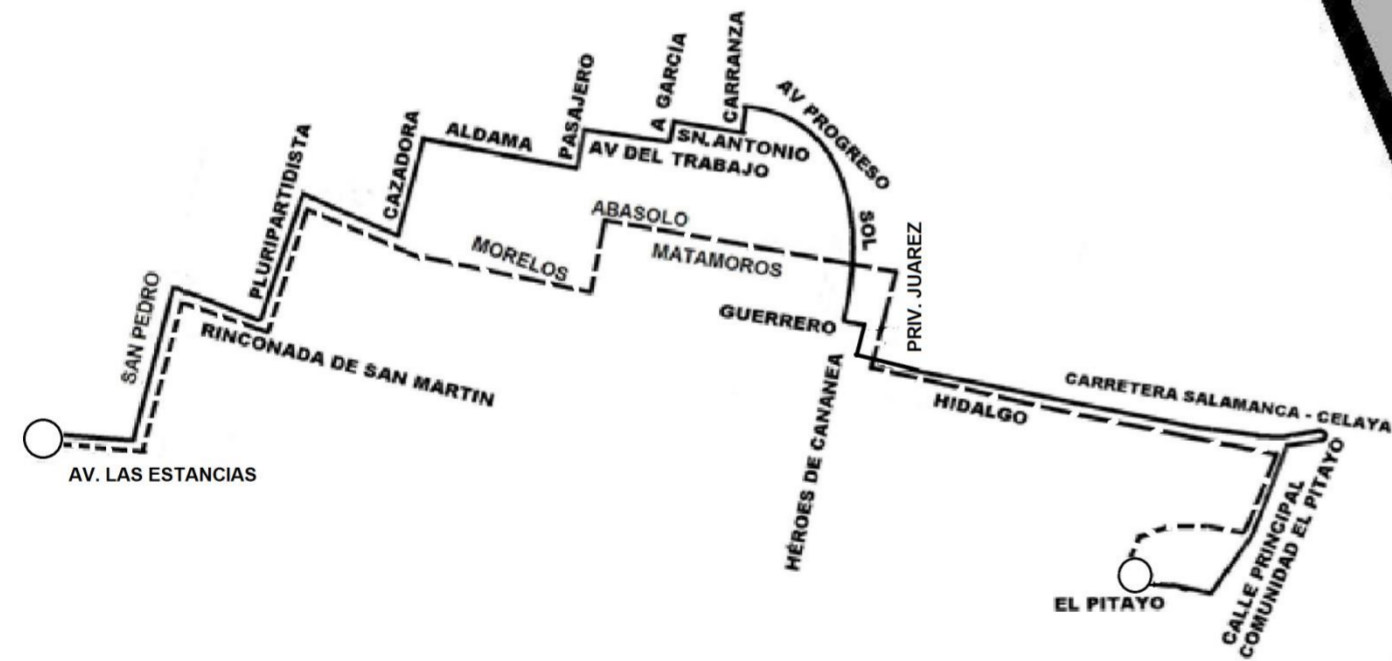 CARRANZA
A GARCÍA
PASAJERO
AV PROGRESO
CAZADORA
ALDAMA
SN. ANTONIO
AV DEL TRABAJO
PLURIPARTIDISTA
ABASOLO
SOL
MORELOS
MATAMOROS
PRIV. JUAREZ
SAN PEDRO
GUERRERO
RINCONADA DE SAN MARTIN
CARRETERA SALAMANCA - CELAYA
HIDALGO
HÉROES DE CANANEA
AV. LAS ESTANCIAS
CALLE PRINCIPAL
COMUNIDAD EL PITAYO
EL PITAYO